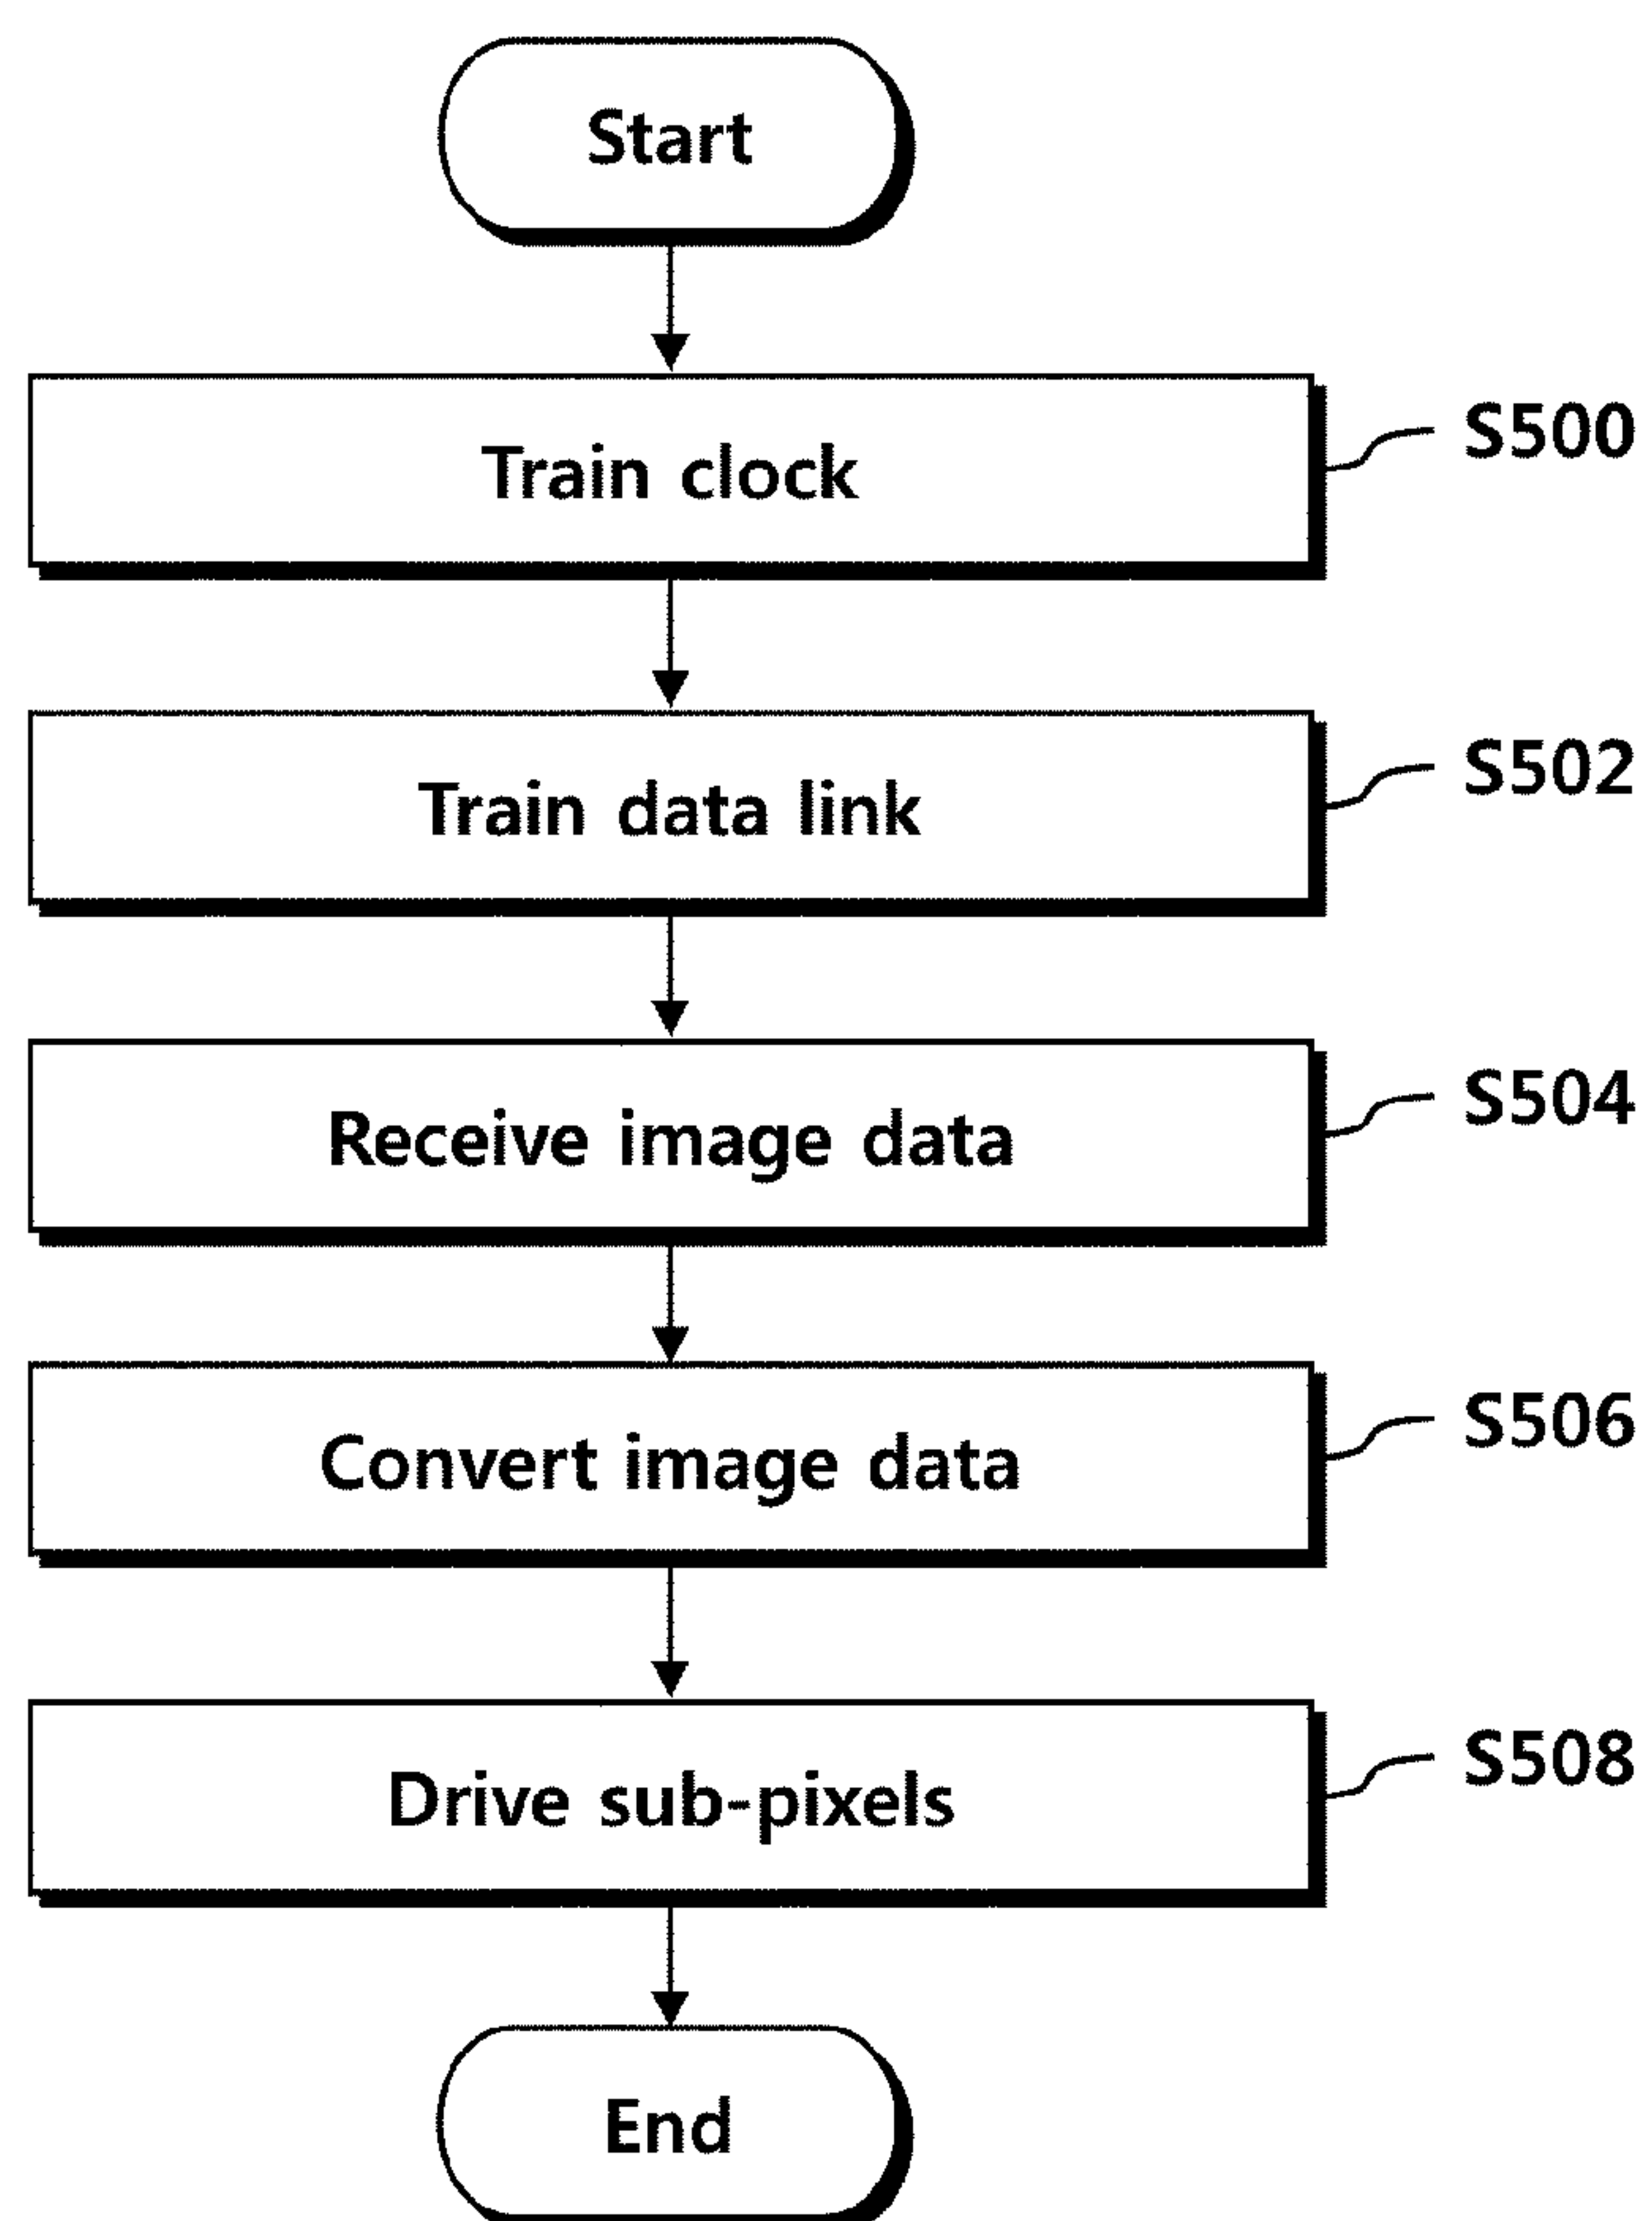 Start
Train clock
S500
Train data link
S502
Receive image data
S504
Convert image data
S506
Drive sub-pixels
S508
End